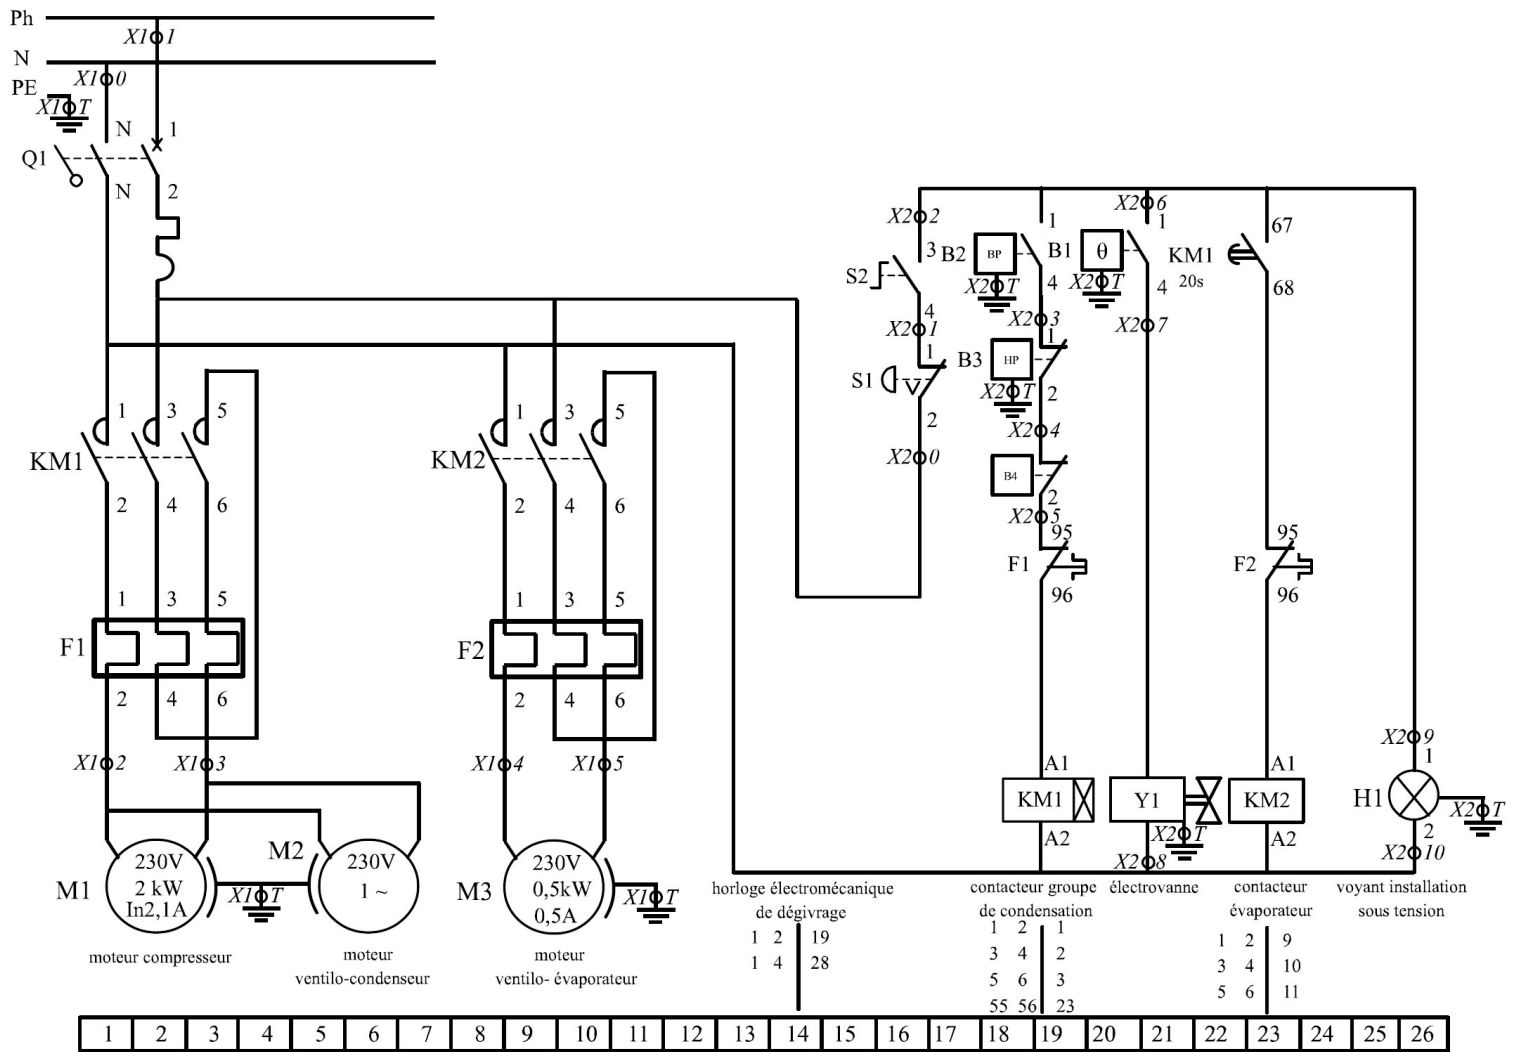 Ph
X1 1
N
X1 0
PE
X1 T
N 1
Q1
N 2
X2 2
X2 6
1 1 67
3 B2 BP B1 θ KM1
S2 X2 T 4 X2 T 4 20s 68
4
X2 1 X2 3 X2 7
1 1
S1 B3 HP
X2 T 2
1 3 5 1 3 5 2
X2 4
KM1 KM2 X2 0
B4
2 4 6 2 4 6 2
X2 5
95 95
F1 F2
96 96
1 3 5 1 3 5
F1 F2
2 4 6 2 4 6
X1 2 X1 3 X1 4 X1 5 X2 9
A1 A1 1
KM1 Y1 KM2 H1 X2 T
A2 X2 T A2 2
X2 8 X2 10
M2
230V 230V 230V
M1 2 kW 1 ~ M3 0,5kW
In2,1A X1 T 0,5A X1 T
horloge électromécanique contacteur groupe électrovanne contacteur voyant installation
de dégivrage de condensation évaporateur sous tension
1 2 19 1 2 1 1 2 9
1 4 28 3 4 2 3 4 10
5 6 3 5 6 11
55 56 23
moteur compresseur moteur moteur
ventilo-condenseur ventilo- évaporateur
1 2 3 4 5 6 7 8 9 10 11 12 13 14 15 16 17 18 19 20 21 22 23 24 25 26